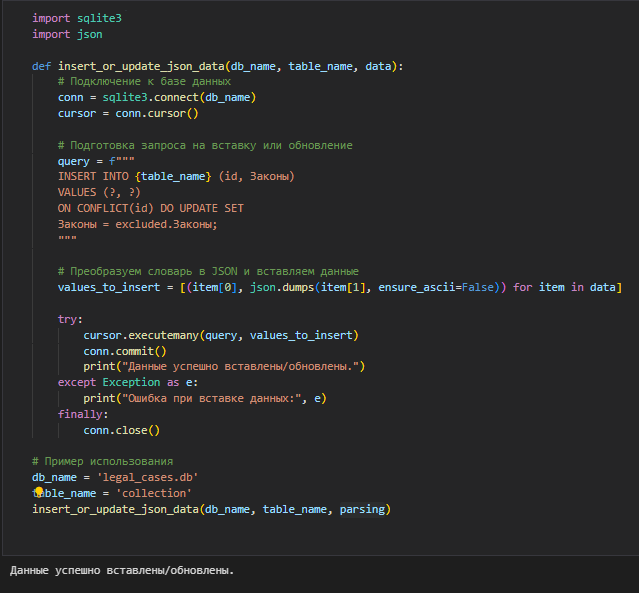 import sqlite3
import json
def insert_or_update_json_data(db_name, table_name, data):
# Подключение к базе данных
conn = sqlite3.connect(db_name)
cursor = conn.cursor()
# Подготовка запроса на вставку или обновление
query = f"""
INSERT INTO {table_name} (id, Законы)
VALUES (?, ?)
ON CONFLICT(id) DO UPDATE SET
Законы = excluded.Законы;
"""
# Преобразуем словарь в JSON и вставляем данные
values_to_insert = [(item[0], json.dumps(item[1], ensure_ascii=False)) for item in data]
try:
cursor.executemany(query, values_to_insert)
conn.commit()
print("Данные успешно вставлены/обновлены.")
except Exception as e:
print("Ошибка при вставке данных:", e)
finally:
conn.close()
# Пример использования
db_name = 'legal_cases.db'
table_name = 'collection'
insert_or_update_json_data(db_name, table_name, parsing)
Данные успешно вставлены/обновлены.